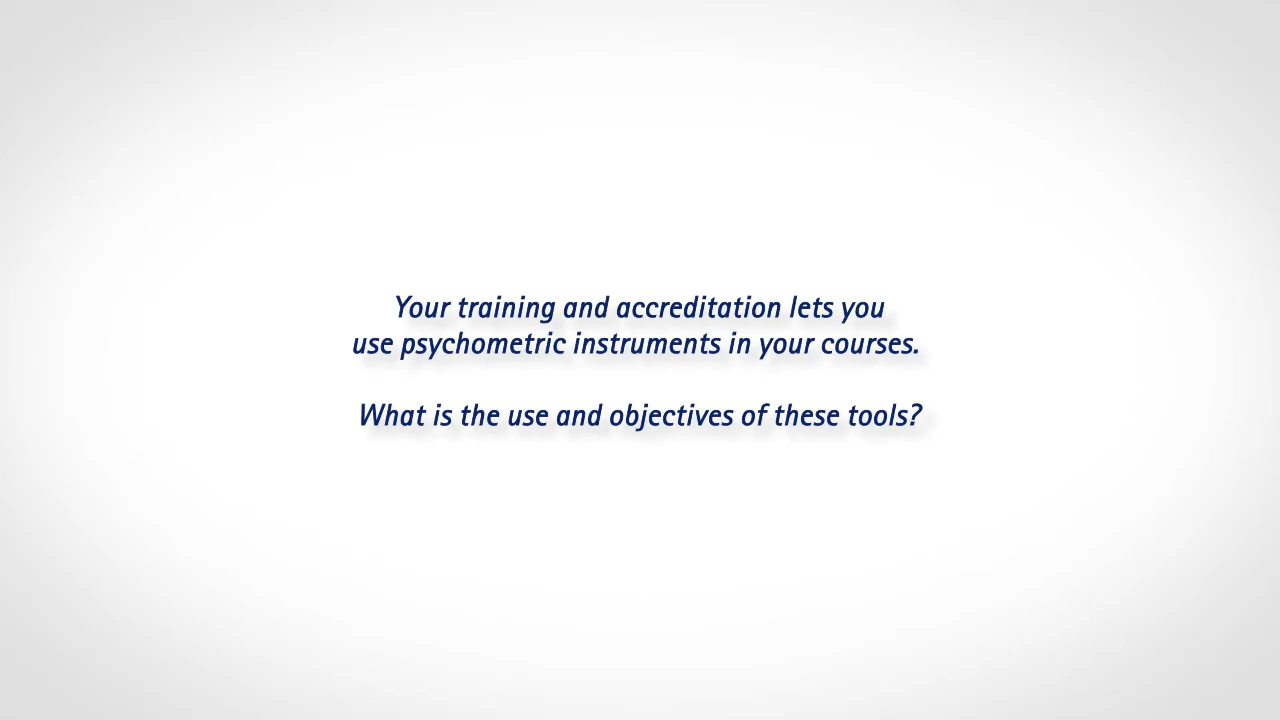 Your training and accreditation lets you
use psychometric instruments in your courses.
What is the use and objectives of these tools?